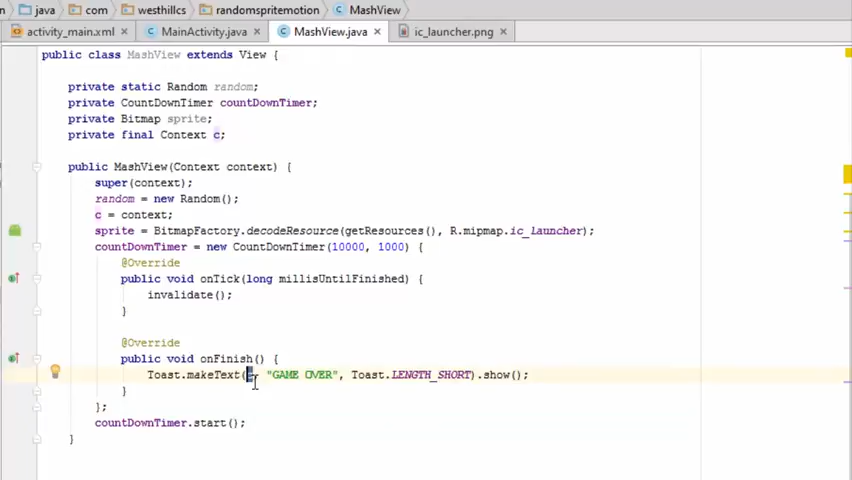 java com westhillcs randomspritemotion MashView
activity_main.xml MainActivity.java MashView.java ic_launcher.png
public class MashView extends View {
private static Random random;
private CountDownTimer countDownTimer;
private Bitmap sprite;
private final Context c;
public MashView(Context context) {
super(context);
random = new Random();
c = context;
sprite = BitmapFactory.decodeResource(getResources(), R.mipmap.ic_launcher);
countDownTimer = new CountDownTimer(10000, 1000) {
@Override
public void onTick(long millisUntilFinished) {
invalidate();
}
@Override
public void onFinish() {
Toast.makeText( "GAME OVER", Toast.LENGTH_SHORT).show();
}
};
countDownTimer.start();
}